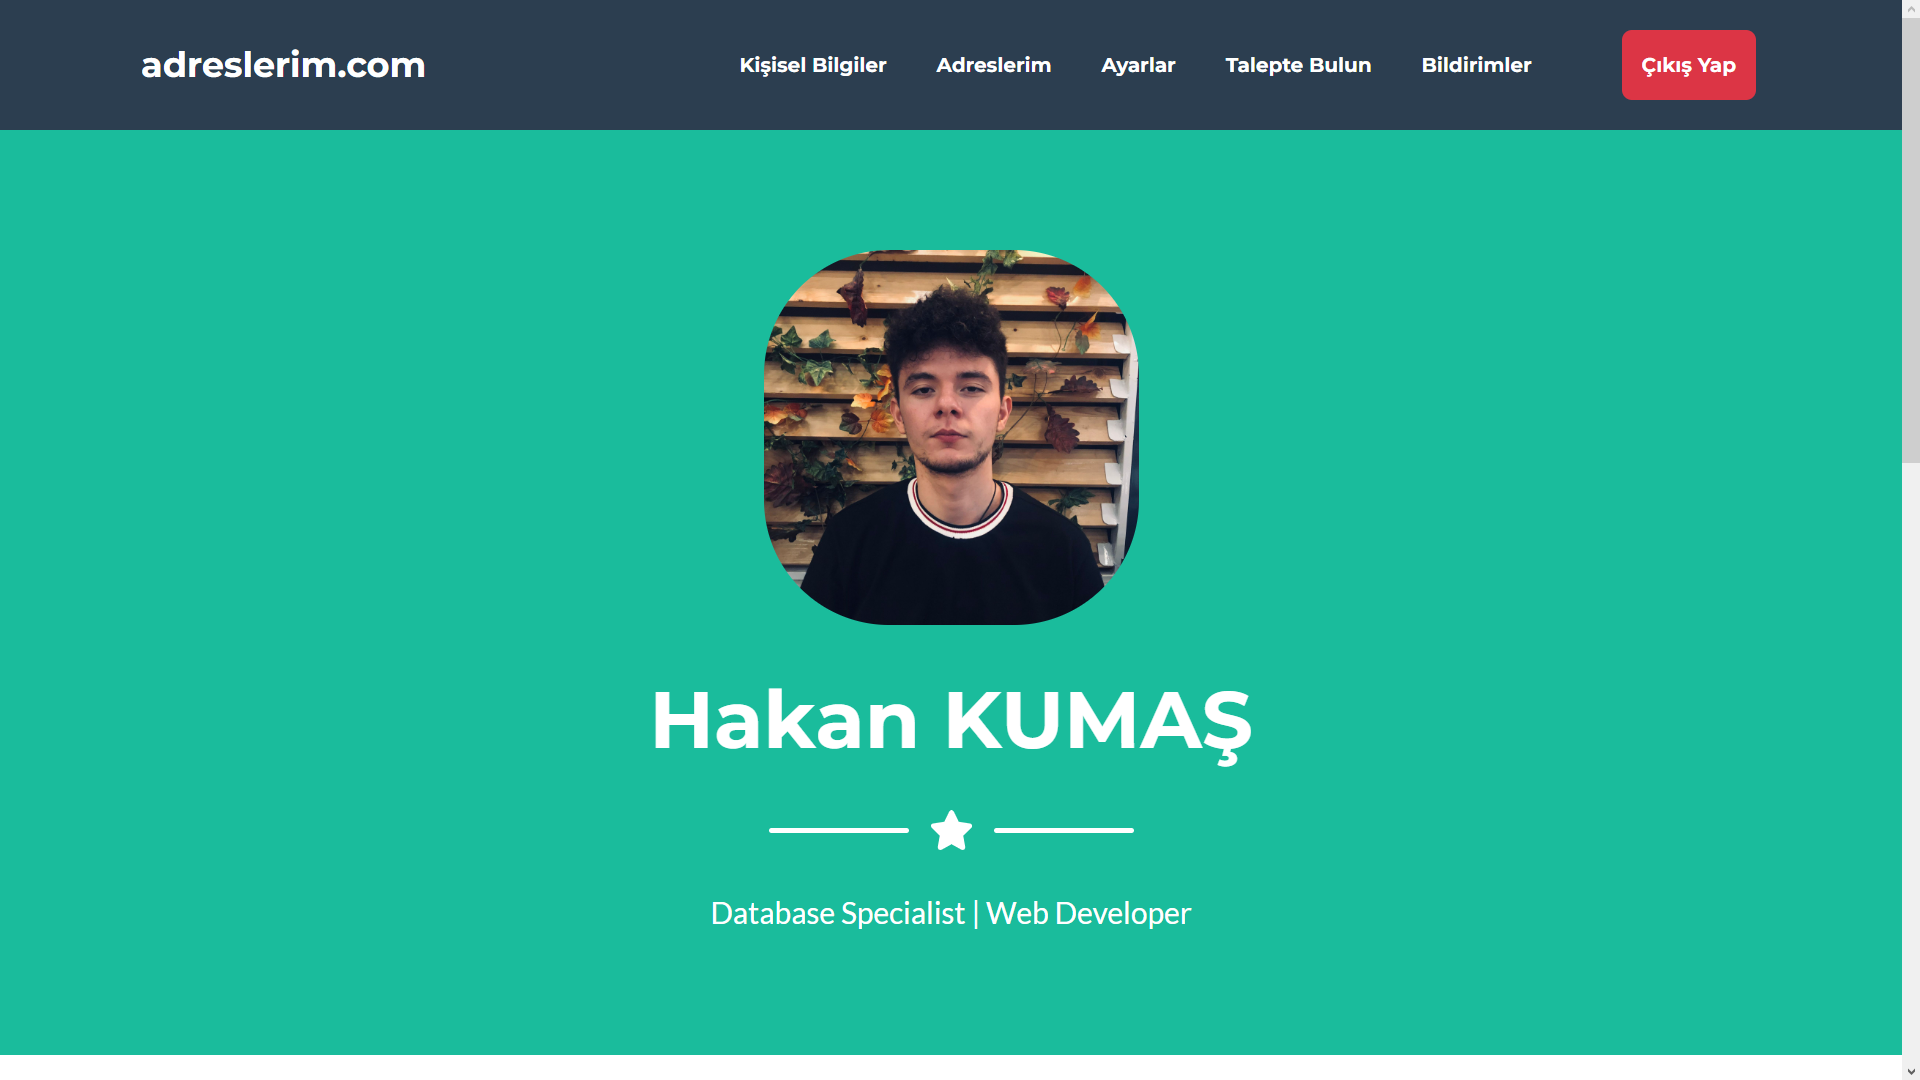 adreslerim.com
Kişisel Bilgiler
Adreslerim
Ayarlar
Talepte Bulun
Bildirimler
Çıkış Yap
Hakan KUMAŞ
Database Specialist | Web Developer